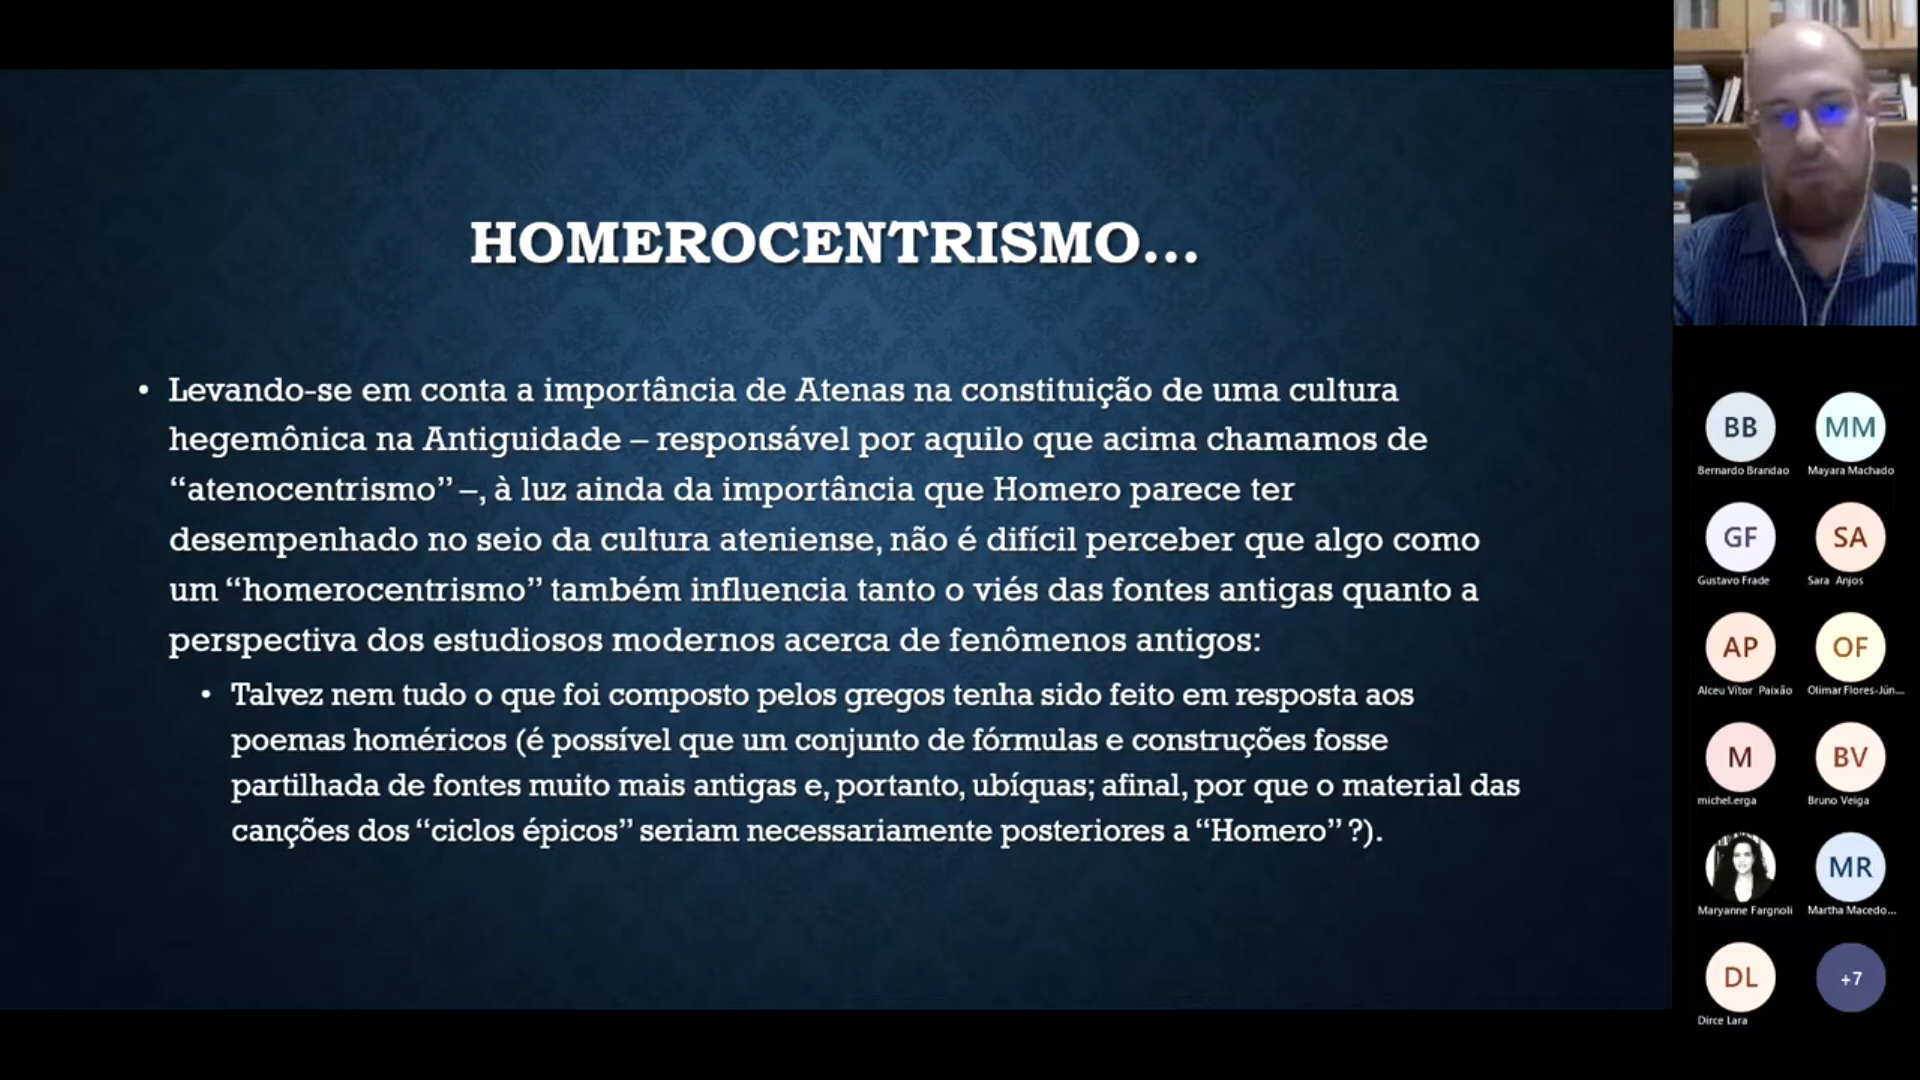 HOMEROCENTRISMO...
• Levando-se em conta a importância de Atenas na constituição de uma cultura
hegemônica na Antiguidade – responsável por aquilo que acima chamamos de
“atenocentrismo” –, à luz ainda da importância que Homero parece ter
desempenhado no seio da cultura ateniense, não é difícil perceber que algo como
um “homerocentrismo” também influencia tanto o viés das fontes antigas quanto a
perspectiva dos estudiosos modernos acerca de fenômenos antigos:
• Talvez nem tudo o que foi composto pelos gregos tenha sido feito em resposta aos
poemas homéricos (é possível que um conjunto de fórmulas e construções fosse
partilhada de fontes muito mais antigas e, portanto, ubíquas; afinal, por que o material das
canções dos “ciclos épicos” seriam necessariamente posteriores a “Homero” ?).
BB MM
Bernardo Brandao Mayara Machado
GF SA
Gustavo Frade Sara Anjos
AP OF
Alceu Vítor Paixão Olimar Flores-Jún...
M BV
michel.erga Bruno Veiga
MR
Maryanne Fargnoli Martha Macedo...
DL +7
Dirce Lara